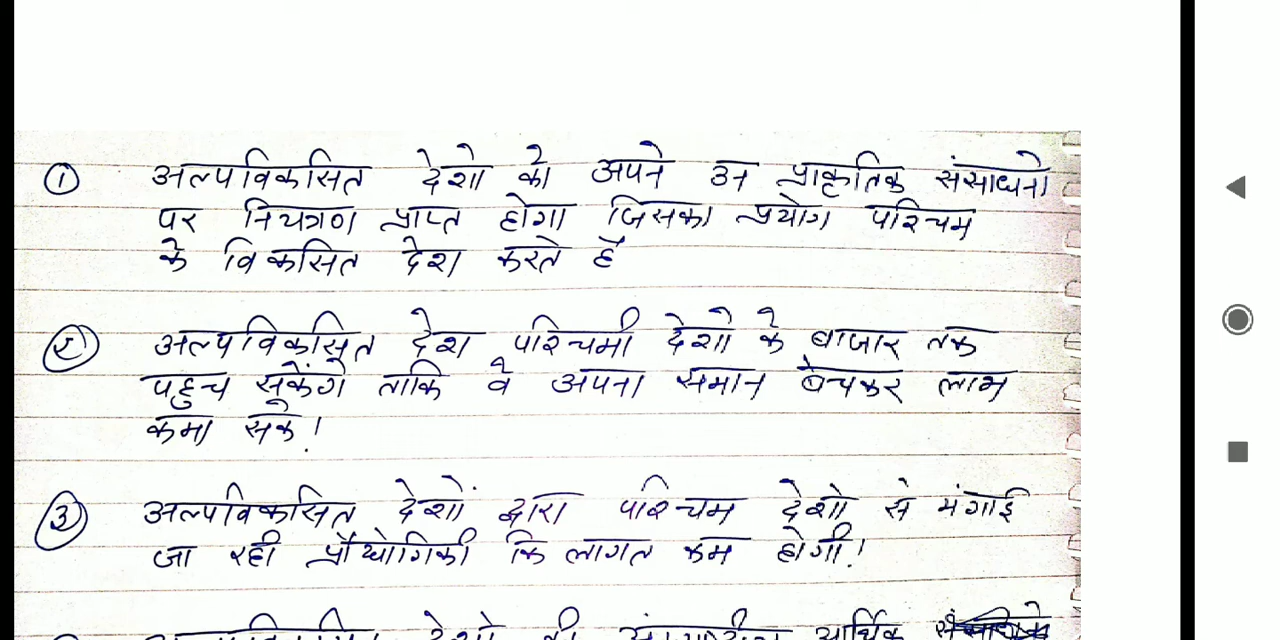 ① अल्पविकसित देशो को अपने उन प्राकृतिक संसाधनो
पर नियत्रण प्राप्त होगा जिसका प्रयोग पश्चिम
के विकसित देश करते है
② अल्पविकसित देश पश्चिमी देशो के बाजार तक
पहुच सकेंगे ताकि वे अपना समान बेचकर लाभ
कमा सके।
③ अल्पविकसित देशों द्वारा पश्चिम देशो से मंगाई
जा रही प्रौद्योगिकी कि लागत कम होगी।